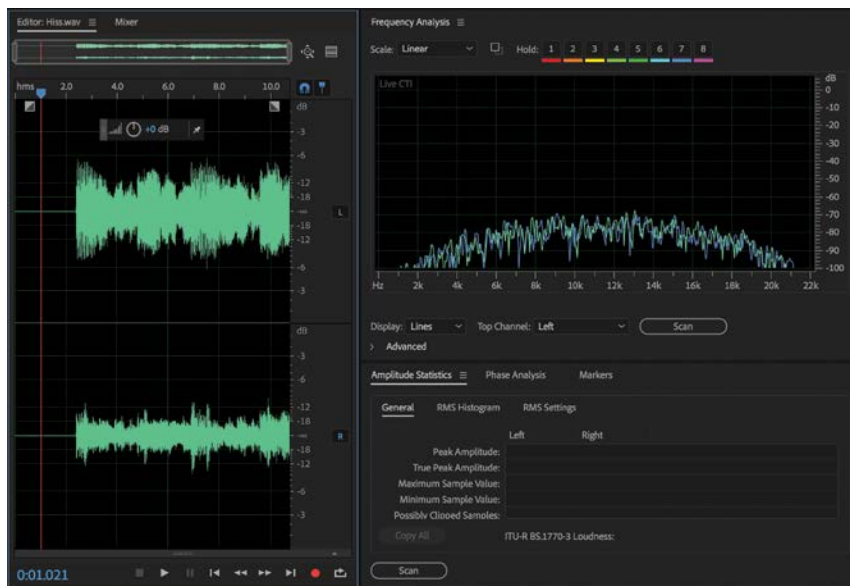 Editor: Hiss.wav
Mixer
hms 2.0 4.0 6.0 8.0 10.0
+0 dB
dB
-3
-6
-12
-18
-∞
-18
-12
-6
-3
L
dB
-3
-6
-12
-18
-∞
-18
-12
-6
-3
R
0:01.021
Frequency Analysis
Scale: Linear Hold: 1 2 3 4 5 6 7 8
Live CTI
dB
0
-10
-20
-30
-40
-50
-60
-70
-80
-90
-100
Hz 2k 4k 6k 8k 10k 12k 14k 16k 18k 20k 22k
Display: Lines Top Channel: Left Scan
Advanced
Amplitude Statistics Phase Analysis Markers
General RMS Histogram RMS Settings
Left Right
Peak Amplitude:
True Peak Amplitude:
Maximum Sample Value:
Minimum Sample Value:
Possibly Clipped Samples:
Copy All ITU-R BS.1770-3 Loudness:
Scan